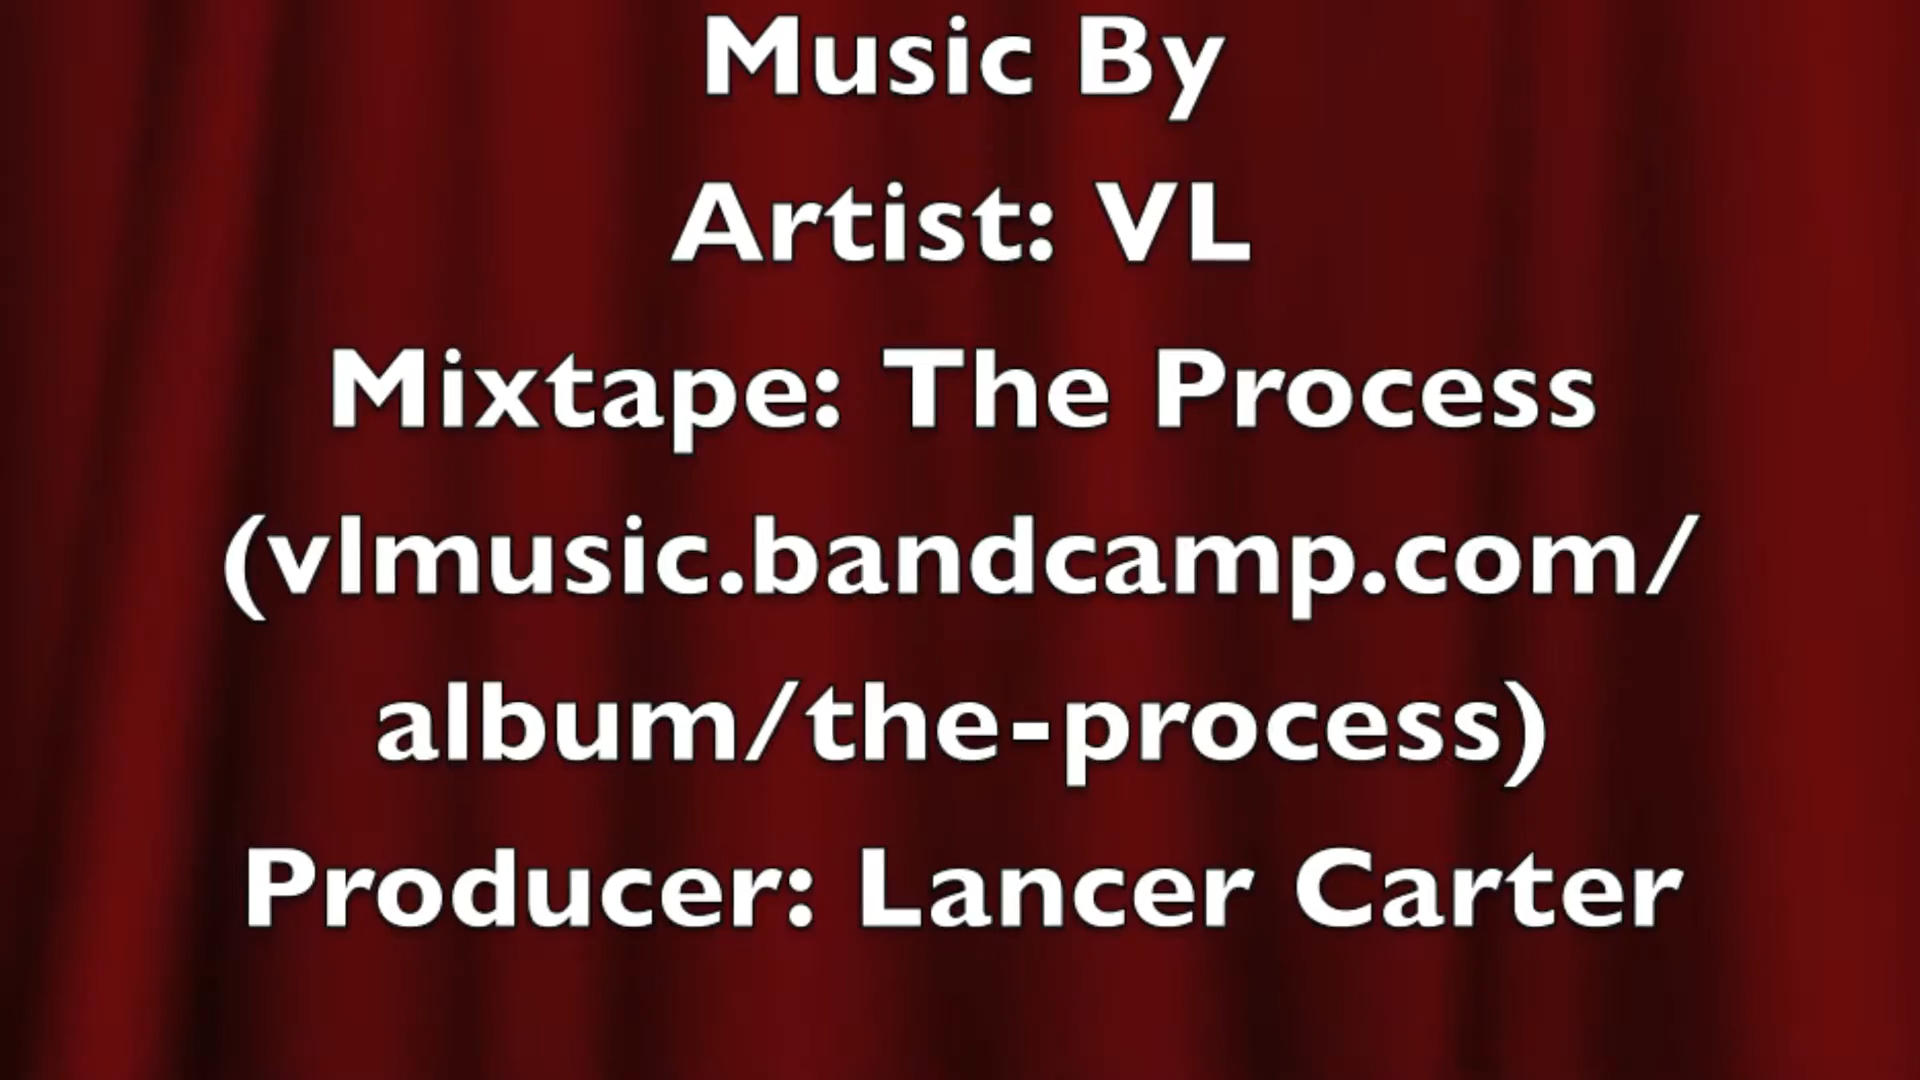 Music By
Artist: VL
Mixtape: The Process
(vlmusic.bandcamp.com/
album/the-process)
Producer: Lancer Carter